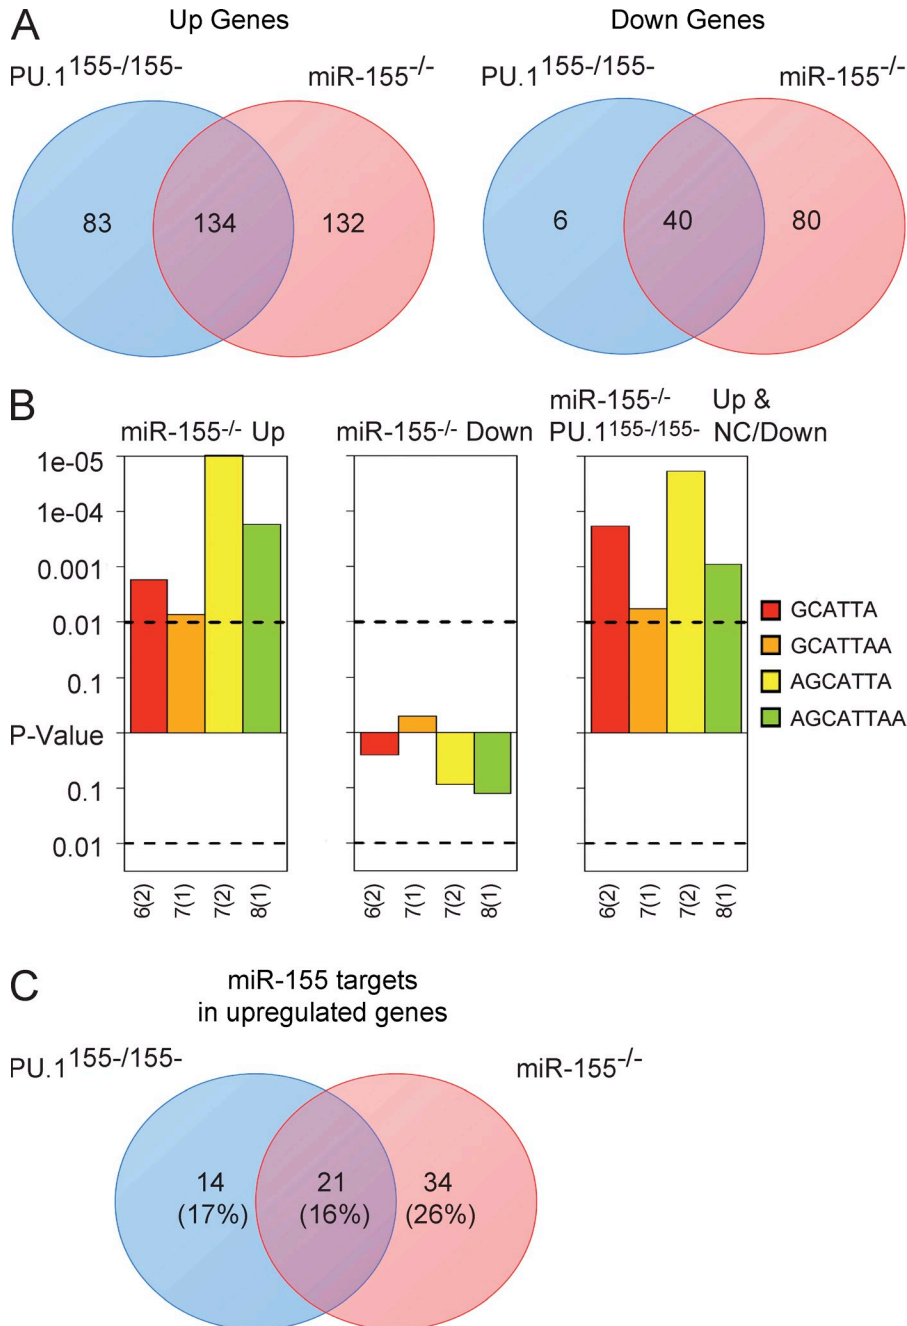 A
Up Genes
Down Genes
PU.1155-/155-
miR-155-/-
PU.1155-/155-
miR-155-/-
83
134
132
6
40
80
B
miR-155-/- Up
miR-155-/- Down
miR-155-/-
PU.1155-/155-
Up &
NC/Down
1e-05
1e-04
0.001
0.01
0.1
P-Value
0.1
0.01
6(2)
7(1)
7(2)
8(1)
6(2)
7(1)
7(2)
8(1)
6(2)
7(1)
7(2)
8(1)
GCATTA
GCATTAA
AGCATTA
AGCATTAA
C
miR-155 targets
in upregulated genes
PU.1155-/155-
miR-155-/-
14
(17%)
21
(16%)
34
(26%)